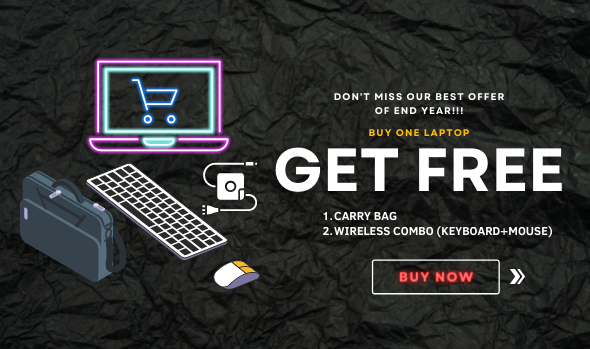 DON'T MISS OUR BEST OFFER
OF END YEAR!!!
BUY ONE LAPTOP
GET FREE
1. CARRY BAG
2. WIRELESS COMBO (KEYBOARD+MOUSE)
BUY NOW